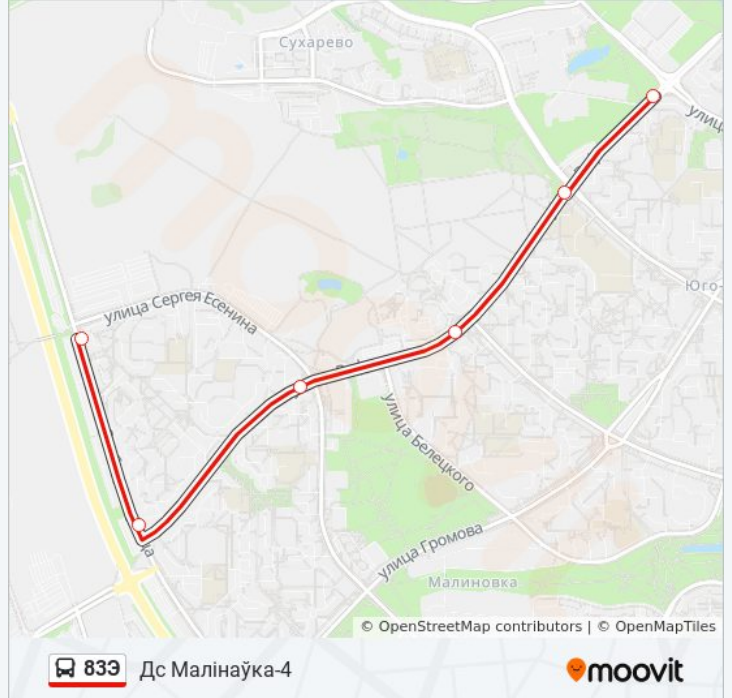 Сухарево
улица
Юго-
улица Сергея Есенина
улица Белецкого
улица Громова
Малиновка
© OpenStreetMap contributors | © OpenMapTiles
83Э Дс Малінаўка-4
moovit